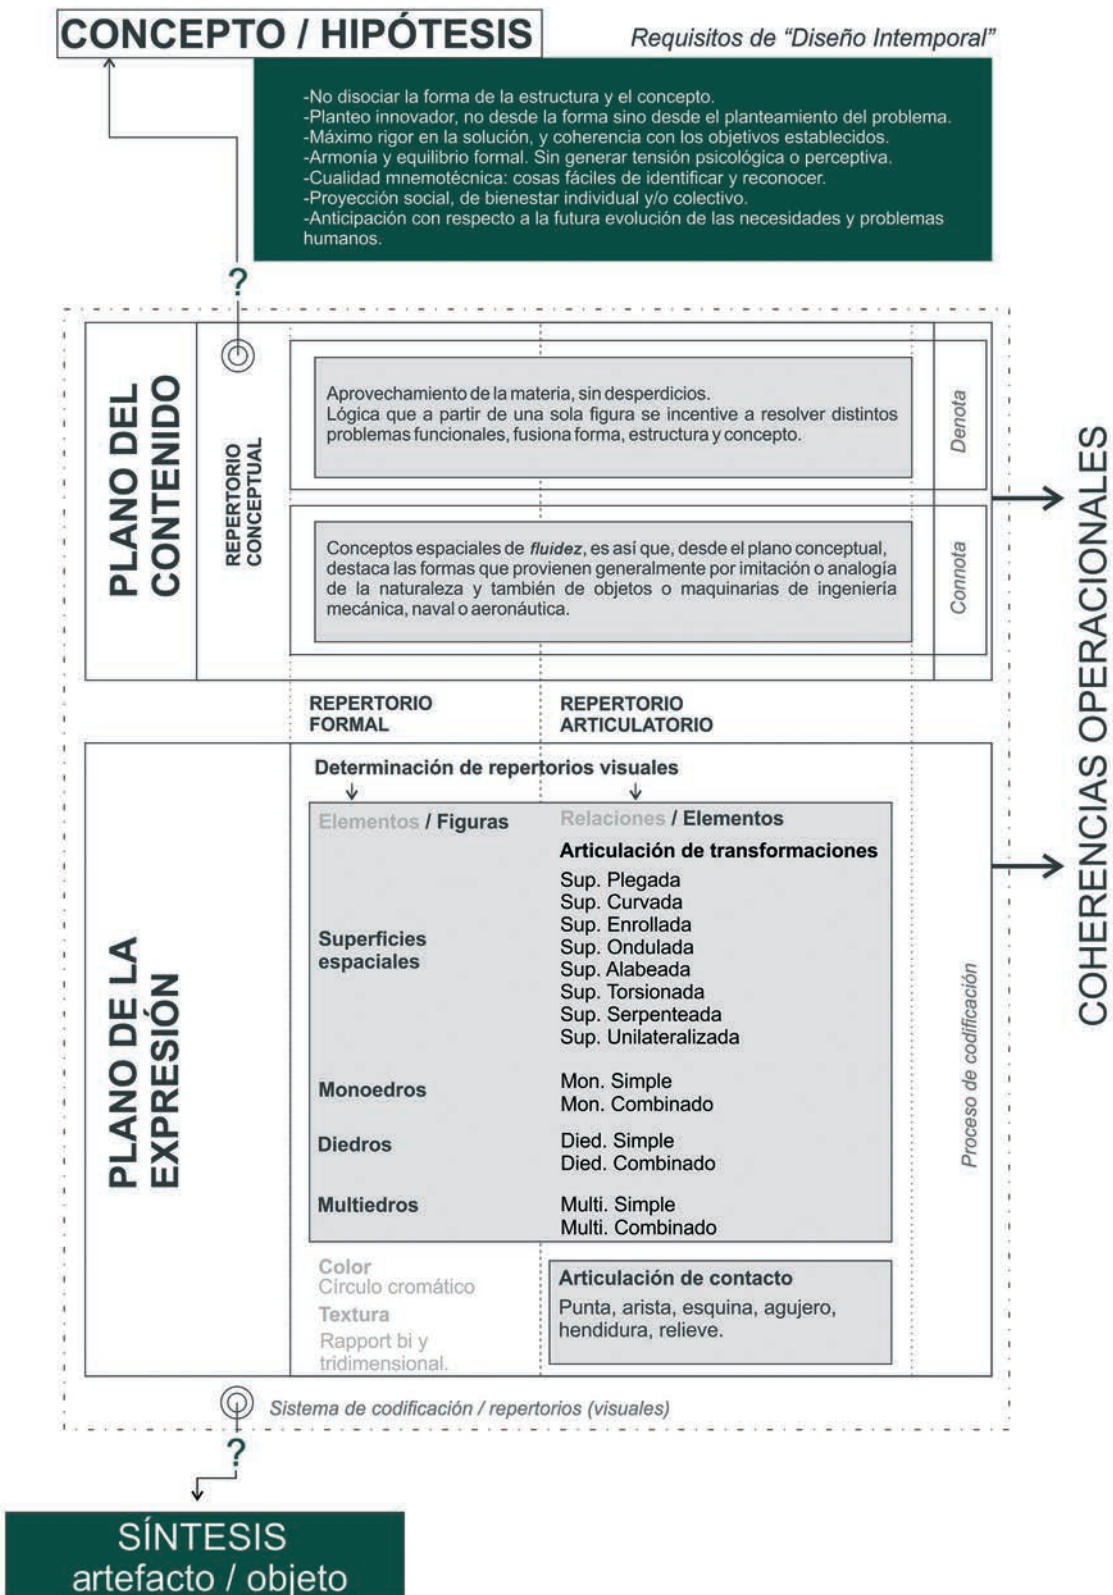 CONCEPTO / HIPÓTESIS
Requisitos de “Diseño Intemporal”
-No disociar la forma de la estructura y el concepto.
-Planteo innovador, no desde la forma sino desde el planteamiento del problema.
-Máximo rigor en la solución, y coherencia con los objetivos establecidos.
-Armonía y equilibrio formal. Sin generar tensión psicológica o perceptiva.
-Cualidad mnemotécnica: cosas fáciles de identificar y reconocer.
-Proyección social, de bienestar individual y/o colectivo.
-Anticipación con respecto a la futura evolución de las necesidades y problemas
humanos.
?
PLANO DEL
CONTENIDO
REPERTORIO
CONCEPTUAL
Aprovechamiento de la materia, sin desperdicios.
Lógica que a partir de una sola figura se incentive a resolver distintos
problemas funcionales, fusiona forma, estructura y concepto.
Denota
Conceptos espaciales de fluidez, es así que, desde el plano conceptual,
destaca las formas que provienen generalmente por imitación o analogía
de la naturaleza y también de objetos o maquinarias de ingeniería
mecánica, naval o aeronáutica.
Connota
COHERENCIAS OPERACIONALES
REPERTORIO
FORMAL
REPERTORIO
ARTICULATORIO
PLANO DE LA
EXPRESIÓN
Determinación de repertorios visuales
Elementos / Figuras
Relaciones / Elementos
Articulación de transformaciones
Superficies
espaciales
Sup. Plegada
Sup. Curvada
Sup. Enrollada
Sup. Ondulada
Sup. Alabeada
Sup. Torsionada
Sup. Serpenteada
Sup. Unilateralizada
Monoedros
Mon. Simple
Mon. Combinado
Diedros
Died. Simple
Died. Combinado
Multiedros
Multi. Simple
Multi. Combinado
Color
Círculo cromático
Textura
Rapport bi y
tridimensional.
Articulación de contacto
Punta, arista, esquina, agujero,
hendidura, relieve.
Proceso de codificación
Sistema de codificación / repertorios (visuales)
?
SÍNTESIS
artefacto / objeto